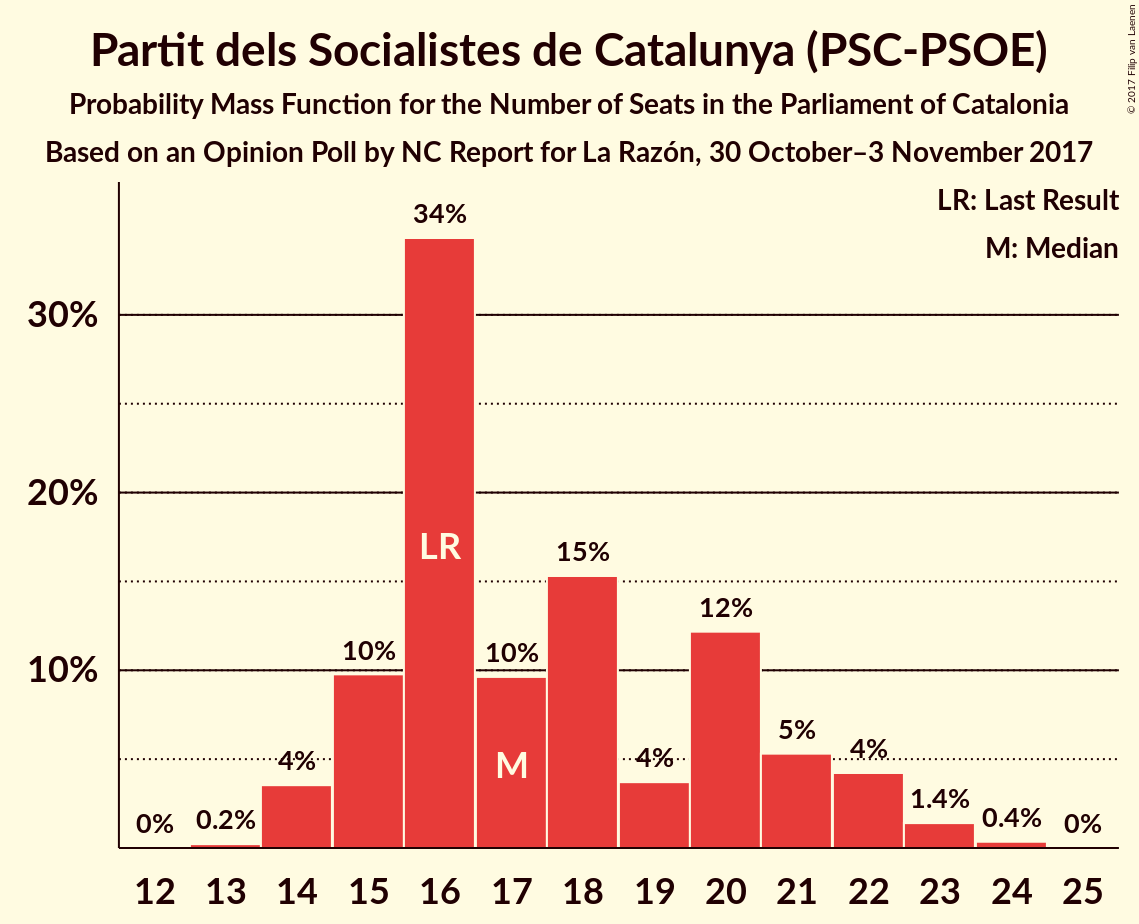 Partit dels Socialistes de Catalunya (PSC-PSOE)
Probability Mass Function for the Number of Seats in the Parliament of Catalonia
Based on an Opinion Poll by NC Report for La Razón, 30 October–3 November 2017
© 2017 Filip van Laenen
LR: Last Result
M: Median
34%
30%
20%
LR
15%
12%
10%
10%
10%
5%
M
4%
4%
4%
1.4%
0%
0.2%
0.4%
0%
12 13 14 15 16 17 18 19 20 21 22 23 24 25